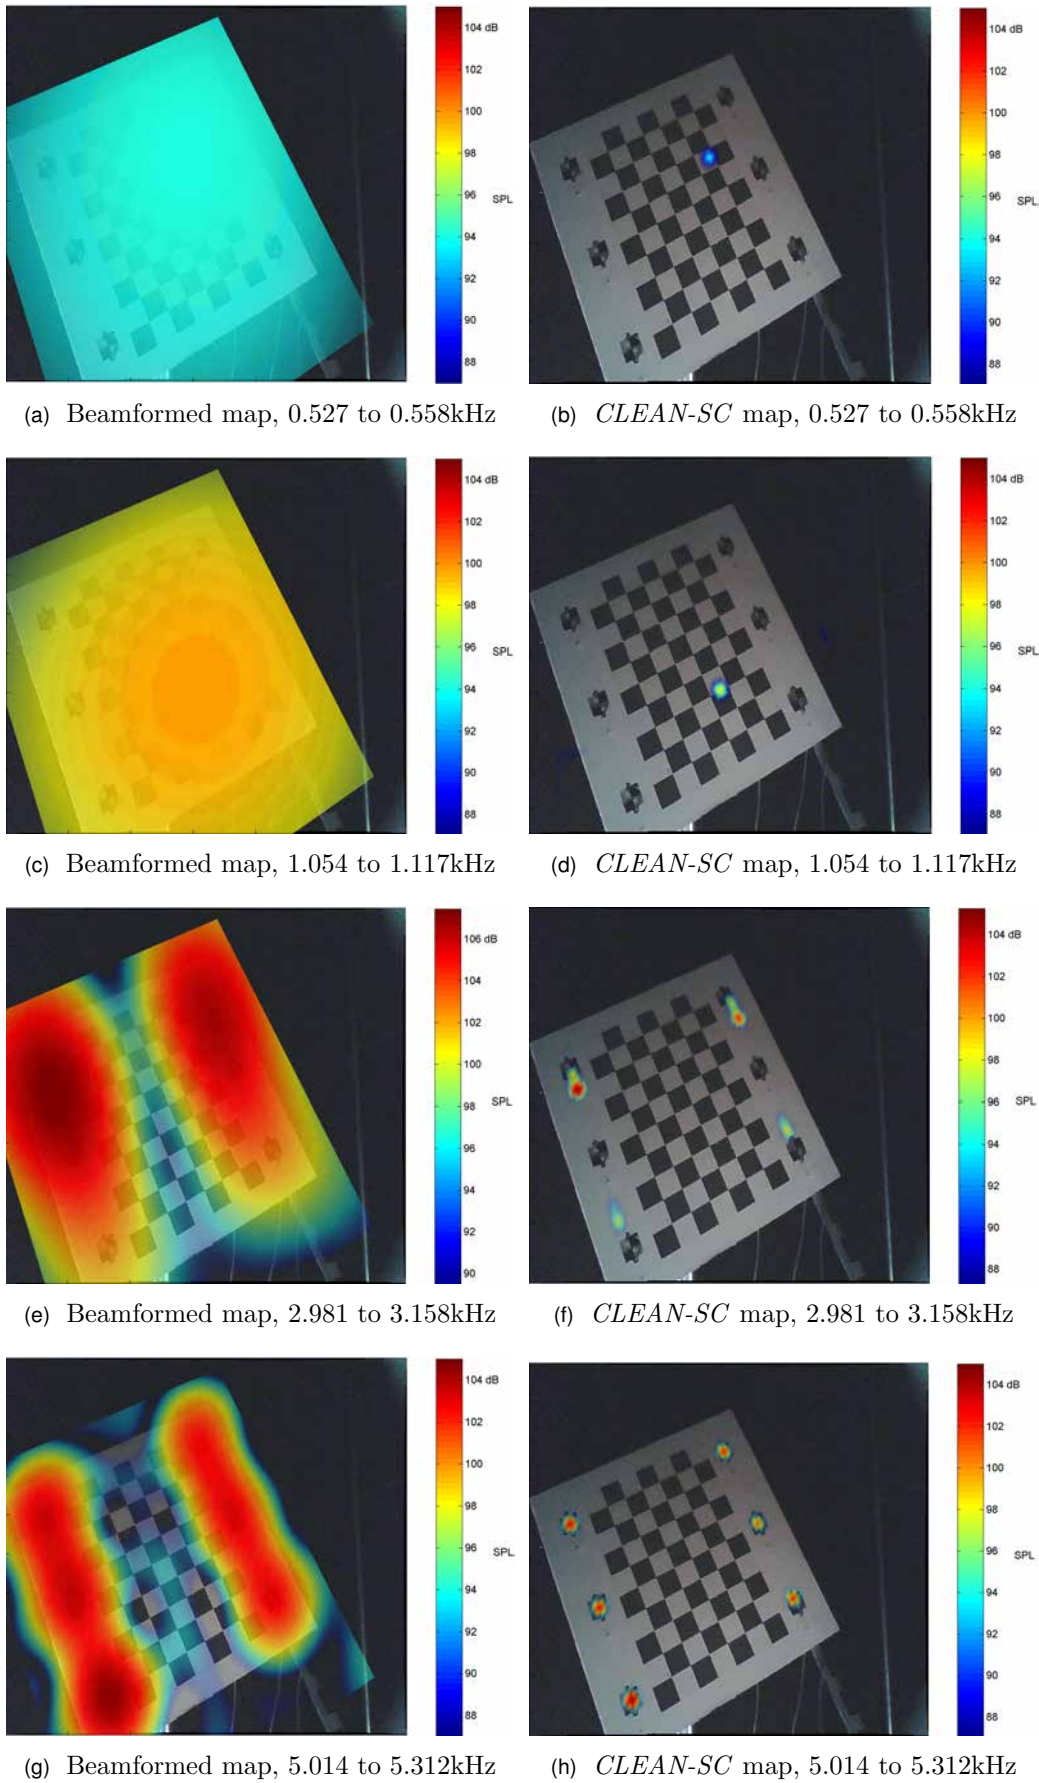 104 dB
102
100
98
96
SPL
94
92
90
88
104 dB
102
100
98
96
SPL
94
92
90
88
(a) Beamformed map, 0.527 to 0.558kHz
(b) CLEAN-SC map, 0.527 to 0.558kHz
104 dB
102
100
98
96
SPL
94
92
90
88
104 dB
102
100
98
96
SPL
94
92
90
88
(c) Beamformed map, 1.054 to 1.117kHz
(d) CLEAN-SC map, 1.054 to 1.117kHz
106 dB
104
102
100
98
SPL
96
94
92
90
104 dB
102
100
98
96
SPL
94
92
90
88
(e) Beamformed map, 2.981 to 3.158kHz
(f) CLEAN-SC map, 2.981 to 3.158kHz
104 dB
102
100
98
96
SPL
94
92
90
88
104 dB
102
100
98
96
SPL
94
92
90
88
(g) Beamformed map, 5.014 to 5.312kHz
(h) CLEAN-SC map, 5.014 to 5.312kHz